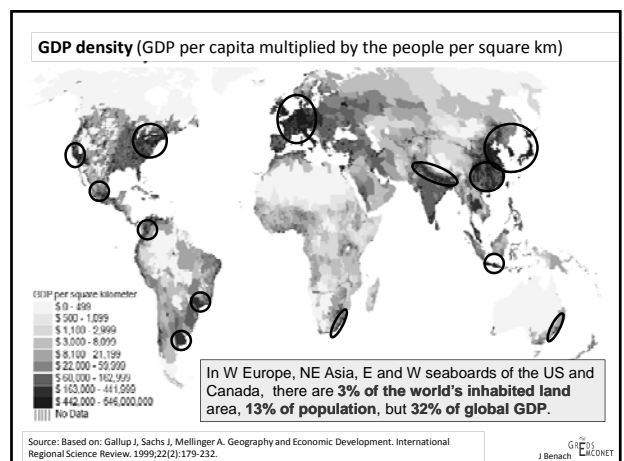 GDP density (GDP per capita multiplied by the people per square km)
GDP per square kilometer
$ 0 - 499
$ 500 - 1,099
$ 1,100 - 2,999
$ 3,000 - 8,099
$ 8,100 - 21,199
$ 22,000 - 59,999
$ 60,000 - 162,999
$ 163,000 - 441,999
$ 442,000 - 546,000,000
No Data
In W Europe, NE Asia, E and W seaboards of the US and
Canada, there are 3% of the world's inhabited land
area, 13% of population, but 32% of global GDP.
Source: Based on: Gallup J, Sachs J, Mellinger A. Geography and Economic Development. International
Regional Science Review. 1999;22(2):179-232.
GREDS
EMCONET
J Benach